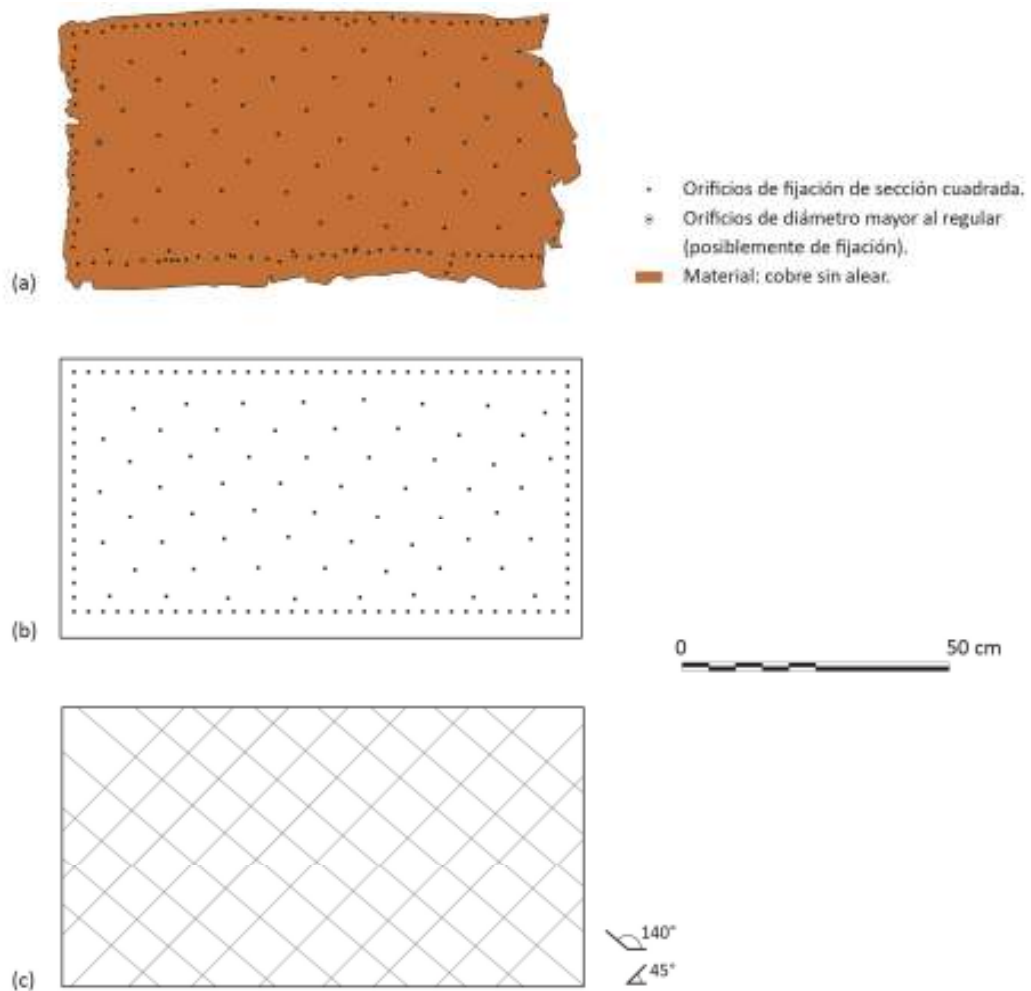 Orificios de fijación de sección cuadrada.
Orificios de diámetro mayor al regular
(posiblemente de fijación).
Material: cobre sin alear.
(a)
(b)
0 50 cm
140°
45°
(c)